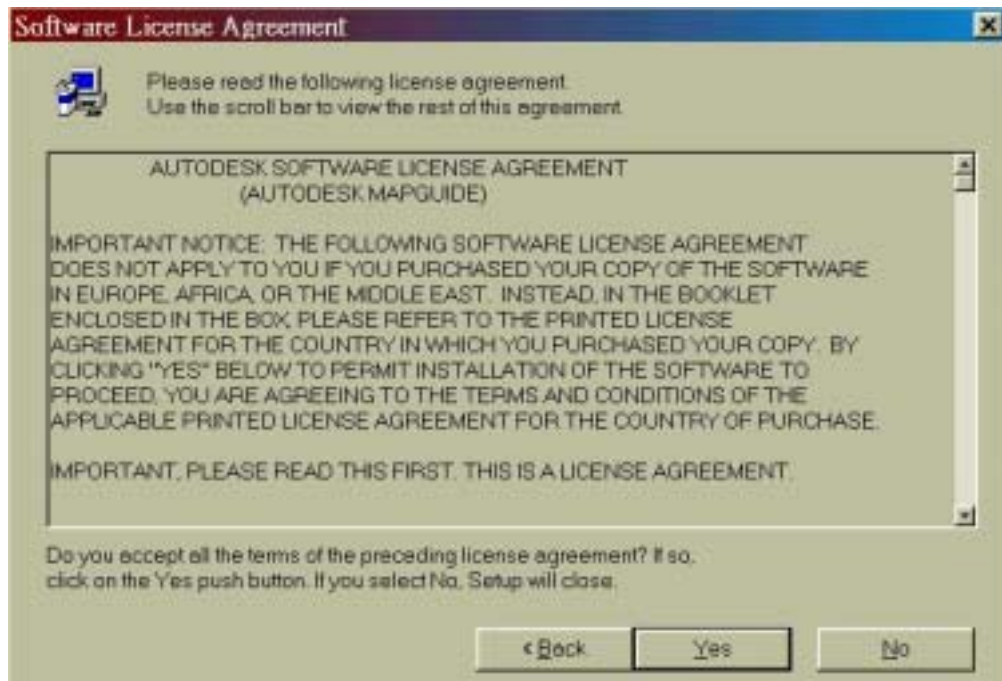 Software License Agreement
Please read the following license agreement.
Use the scroll bar to view the rest of this agreement.
AUTODESK SOFTWARE LICENSE AGREEMENT
(AUTODESK MAPGUIDE)
IMPORTANT NOTICE: THE FOLLOWING SOFTWARE LICENSE AGREEMENT
DOES NOT APPLY TO YOU IF YOU PURCHASED YOUR COPY OF THE SOFTWARE
IN EUROPE, AFRICA, OR THE MIDDLE EAST. INSTEAD, IN THE BOOKLET
ENCLOSED IN THE BOX, PLEASE REFER TO THE PRINTED LICENSE
AGREEMENT FOR THE COUNTRY IN WHICH YOU PURCHASED YOUR COPY. BY
CLICKING "YES" BELOW TO PERMIT INSTALLATION OF THE SOFTWARE TO
PROCEED, YOU ARE AGREEING TO THE TERMS AND CONDITIONS OF THE
APPLICABLE PRINTED LICENSE AGREEMENT FOR THE COUNTRY OF PURCHASE.
IMPORTANT, PLEASE READ THIS FIRST. THIS IS A LICENSE AGREEMENT.
Do you accept all the terms of the preceding license agreement? If so,
click on the Yes push button. If you select No, Setup will close.
< Back Yes No